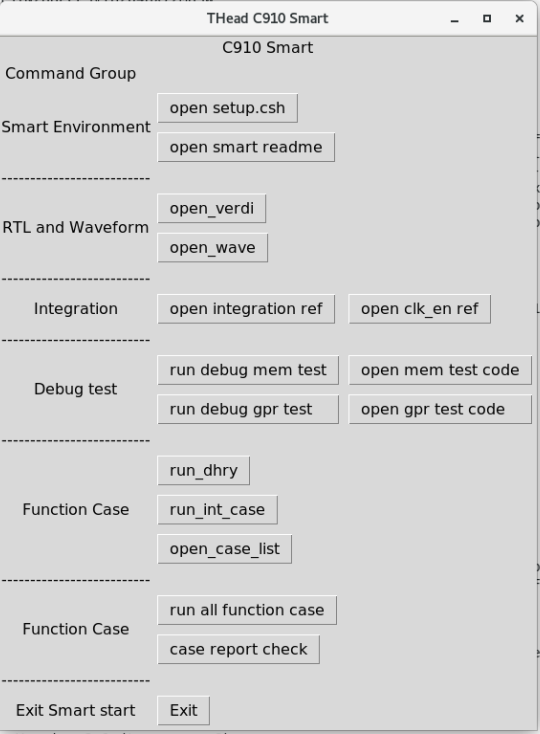 THead C910 Smart
C910 Smart
Command Group
Smart Environment
open setup.csh
open smart readme
-------------------------
RTL and Waveform
open_verdi
open_wave
-------------------------
Integration
open integration ref open clk_en ref
-------------------------
Debug test
run debug mem test open mem test code
run debug gpr test open gpr test code
-------------------------
Function Case
run_dhry
run_int_case
open_case_list
-------------------------
Function Case
run all function case
case report check
-------------------------
Exit Smart start Exit